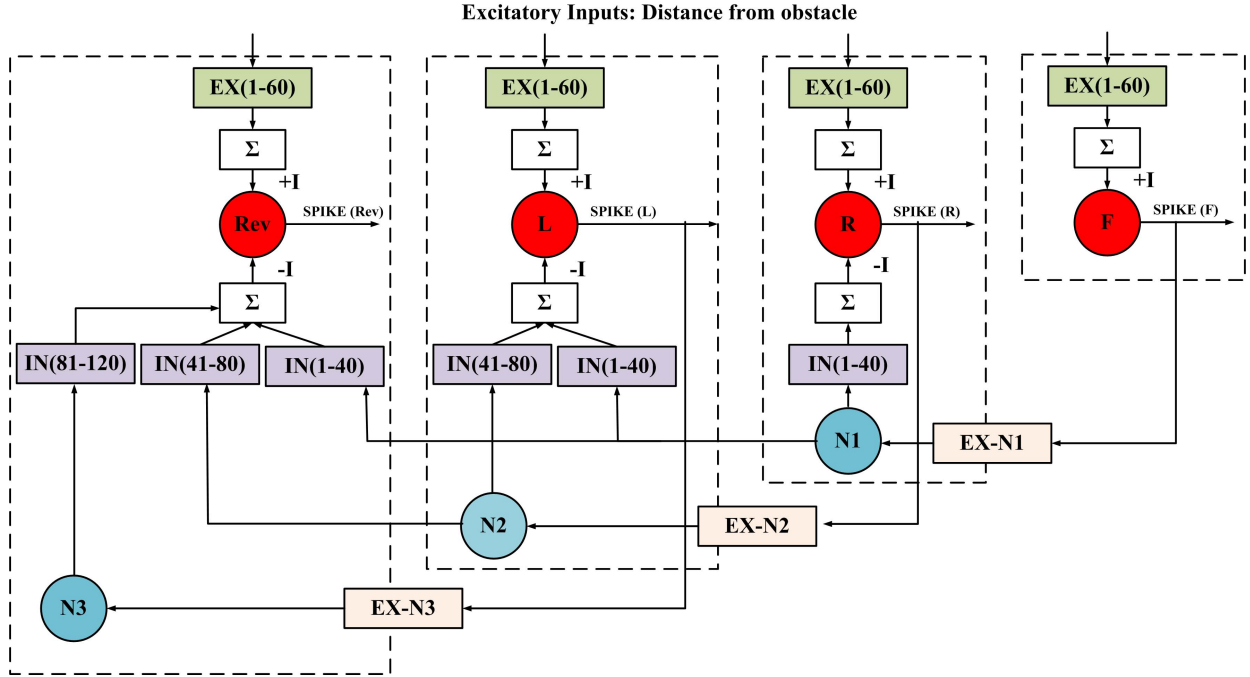 Excitatory Inputs: Distance from obstacle
EX(1-60)
EX(1-60)
EX(1-60)
EX(1-60)
Σ
Σ
Σ
Σ
+I
+I
+I
+I
Rev
SPIKE (Rev)
L
SPIKE (L)
R
SPIKE (R)
F
SPIKE (F)
-I
-I
-I
Σ
Σ
Σ
IN(81-120)
IN(41-80)
IN(1-40)
IN(41-80)
IN(1-40)
IN(1-40)
N1
EX-N1
N2
EX-N2
N3
EX-N3